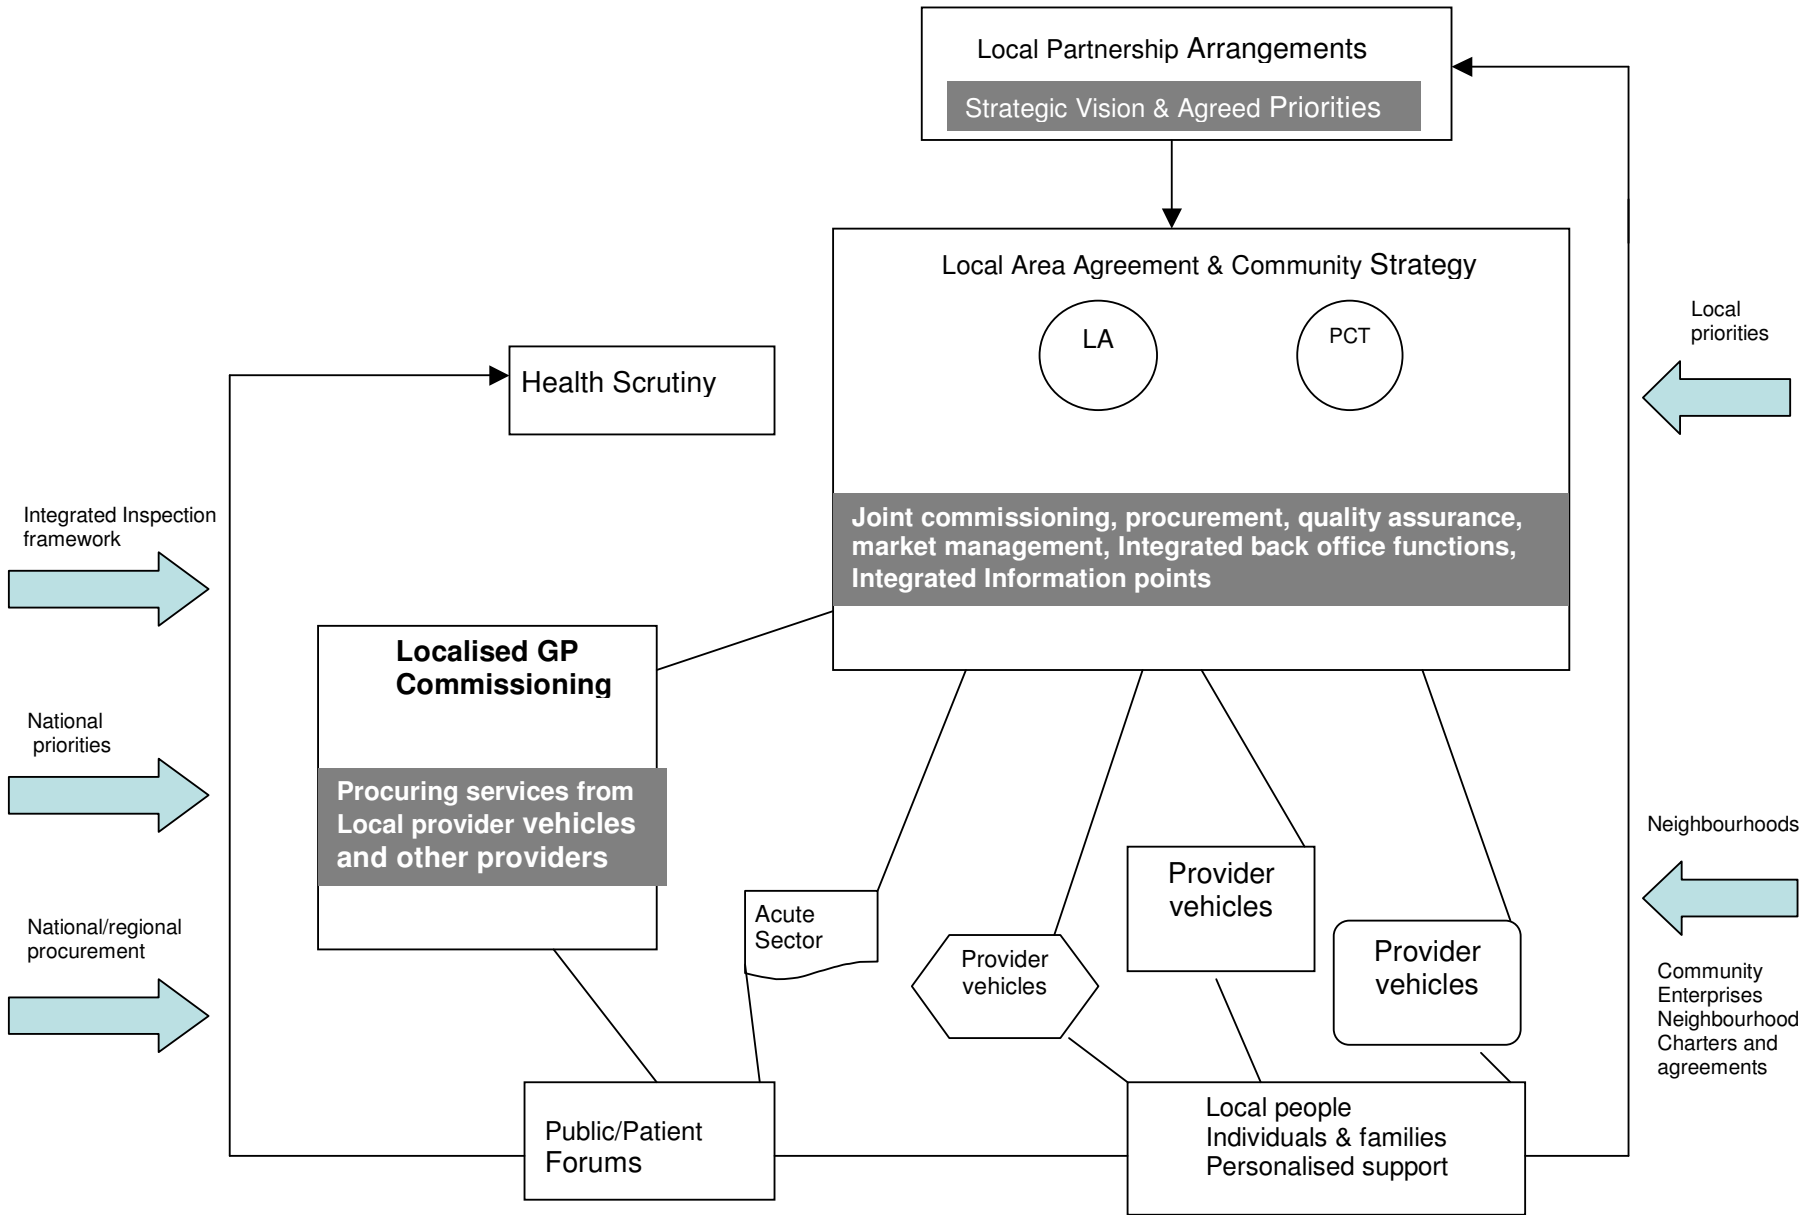 Local Partnership Arrangements
Strategic Vision & Agreed Priorities
Local Area Agreement & Community Strategy
LA
PCT
Local
priorities
Health Scrutiny
Integrated Inspection
framework
Joint commissioning, procurement, quality assurance,
market management, Integrated back office functions,
Integrated Information points
Localised GP
Commissioning
National
priorities
Procuring services from
Local provider vehicles
and other providers
Neighbourhoods
Provider
vehicles
Acute
Sector
National/regional
procurement
Provider
vehicles
Provider
vehicles
Community
Enterprises
Neighbourhood
Charters and
agreements
Public/Patient
Forums
Local people
Individuals & families
Personalised support